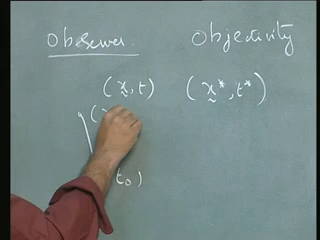 Observer Objectivity
(x, t) (x*, t*)
(
t₀)